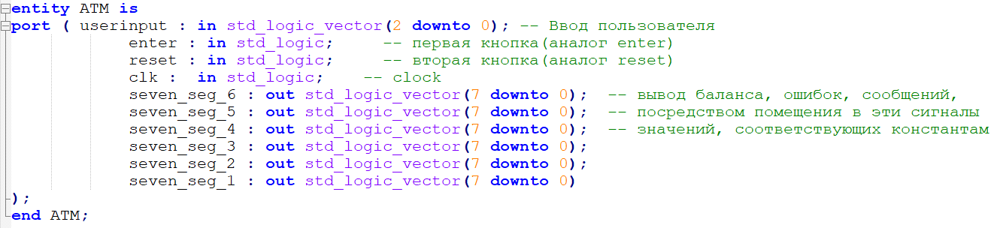 entity ATM is
port ( userinput : in std_logic_vector(2 downto 0); -- Ввод пользователя
enter : in std_logic; -- первая кнопка(аналог enter)
reset : in std_logic; -- вторая кнопка(аналог reset)
clk : in std_logic; -- clock
seven_seg_6 : out std_logic_vector(7 downto 0); -- вывод баланса, ошибок, сообщений,
seven_seg_5 : out std_logic_vector(7 downto 0); -- посредством помещения в эти сигналы
seven_seg_4 : out std_logic_vector(7 downto 0); -- значений, соответствующих константам
seven_seg_3 : out std_logic_vector(7 downto 0);
seven_seg_2 : out std_logic_vector(7 downto 0);
seven_seg_1 : out std_logic_vector(7 downto 0)
);
end ATM;